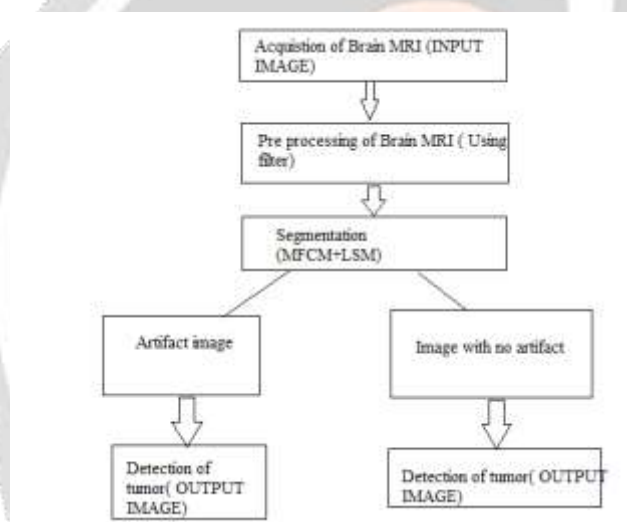 Acquistion of Brain MRI (INPUT
IMAGE)
Pre processing of Brain MRI ( Using
filter)
Segmentation
(MFCM+LSM)
Artifact image
Image with no artifact
Detection of
tumor( OUTPUT
IMAGE)
Detection of tumor( OUTPUT
IMAGE)